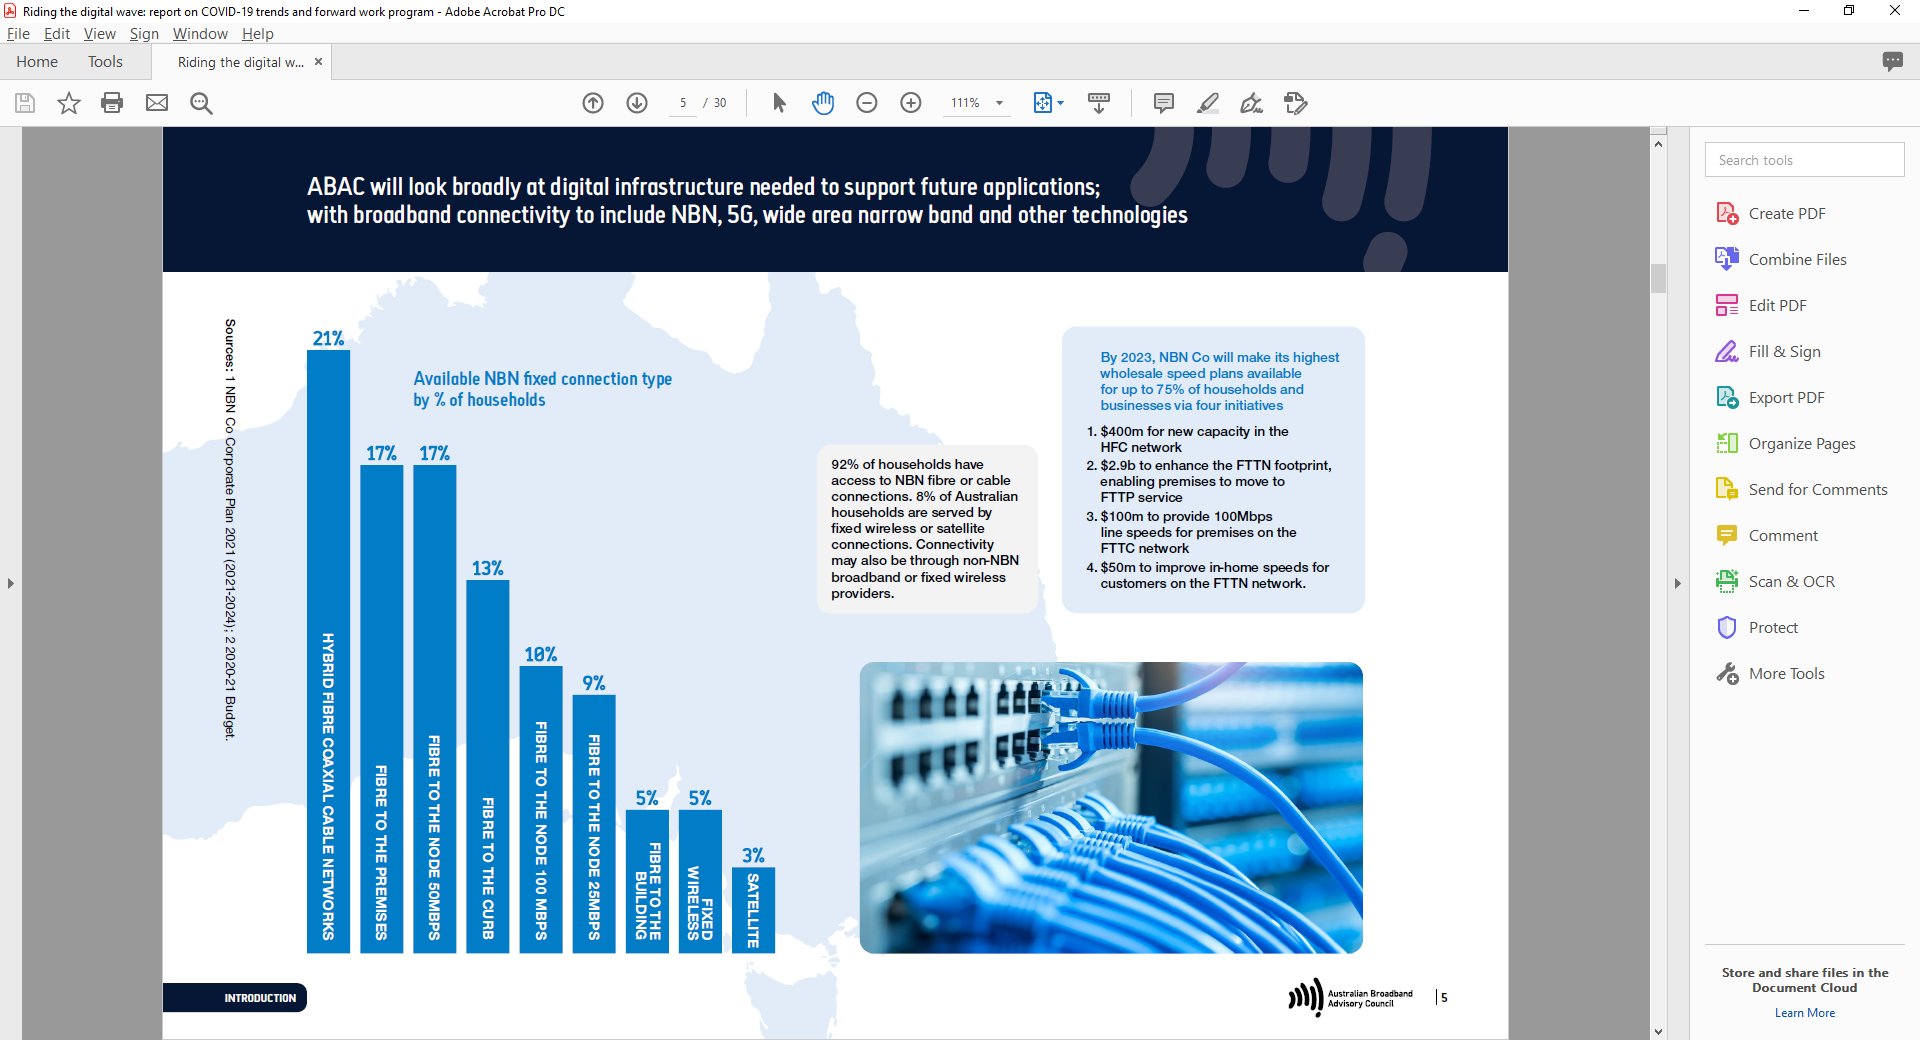 Riding the digital wave: report on COVID-19 trends and forward work program - Adobe Acrobat Pro DC
File Edit View Sign Window Help
Home Tools Riding the digital w... ×
5 / 30 111%
ABAC will look broadly at digital infrastructure needed to support future applications;
with broadband connectivity to include NBN, 5G, wide area narrow band and other technologies
Sources: 1 NBN Co Corporate Plan 2021 (2021-2024); 2 2020-21 Budget.
Available NBN fixed connection type
by % of households
21%
HYBRID FIBRE COAXIAL CABLE NETWORKS
17%
FIBRE TO THE PREMISES
17%
FIBRE TO THE NODE 50MBPS
13%
FIBRE TO THE CURB
10%
FIBRE TO THE NODE 100 MBPS
9%
FIBRE TO THE NODE 25MBPS
5%
FIBRE TO THE
BUILDING
5%
FIXED
WIRELESS
3%
SATELLITE
92% of households have
access to NBN fibre or cable
connections. 8% of Australian
households are served by
fixed wireless or satellite
connections. Connectivity
may also be through non-NBN
broadband or fixed wireless
providers.
By 2023, NBN Co will make its highest
wholesale speed plans available
for up to 75% of households and
businesses via four initiatives
1. $400m for new capacity in the
HFC network
2. $2.9b to enhance the FTTN footprint,
enabling premises to move to
FTTP service
3. $100m to provide 100Mbps
line speeds for premises on the
FTTC network
4. $50m to improve in-home speeds for
customers on the FTTN network.
INTRODUCTION
Australian Broadband
Advisory Council
5
Search tools
Create PDF
Combine Files
Edit PDF
Fill & Sign
Export PDF
Organize Pages
Send for Comments
Comment
Scan & OCR
Protect
More Tools
Store and share files in the
Document Cloud
Learn More